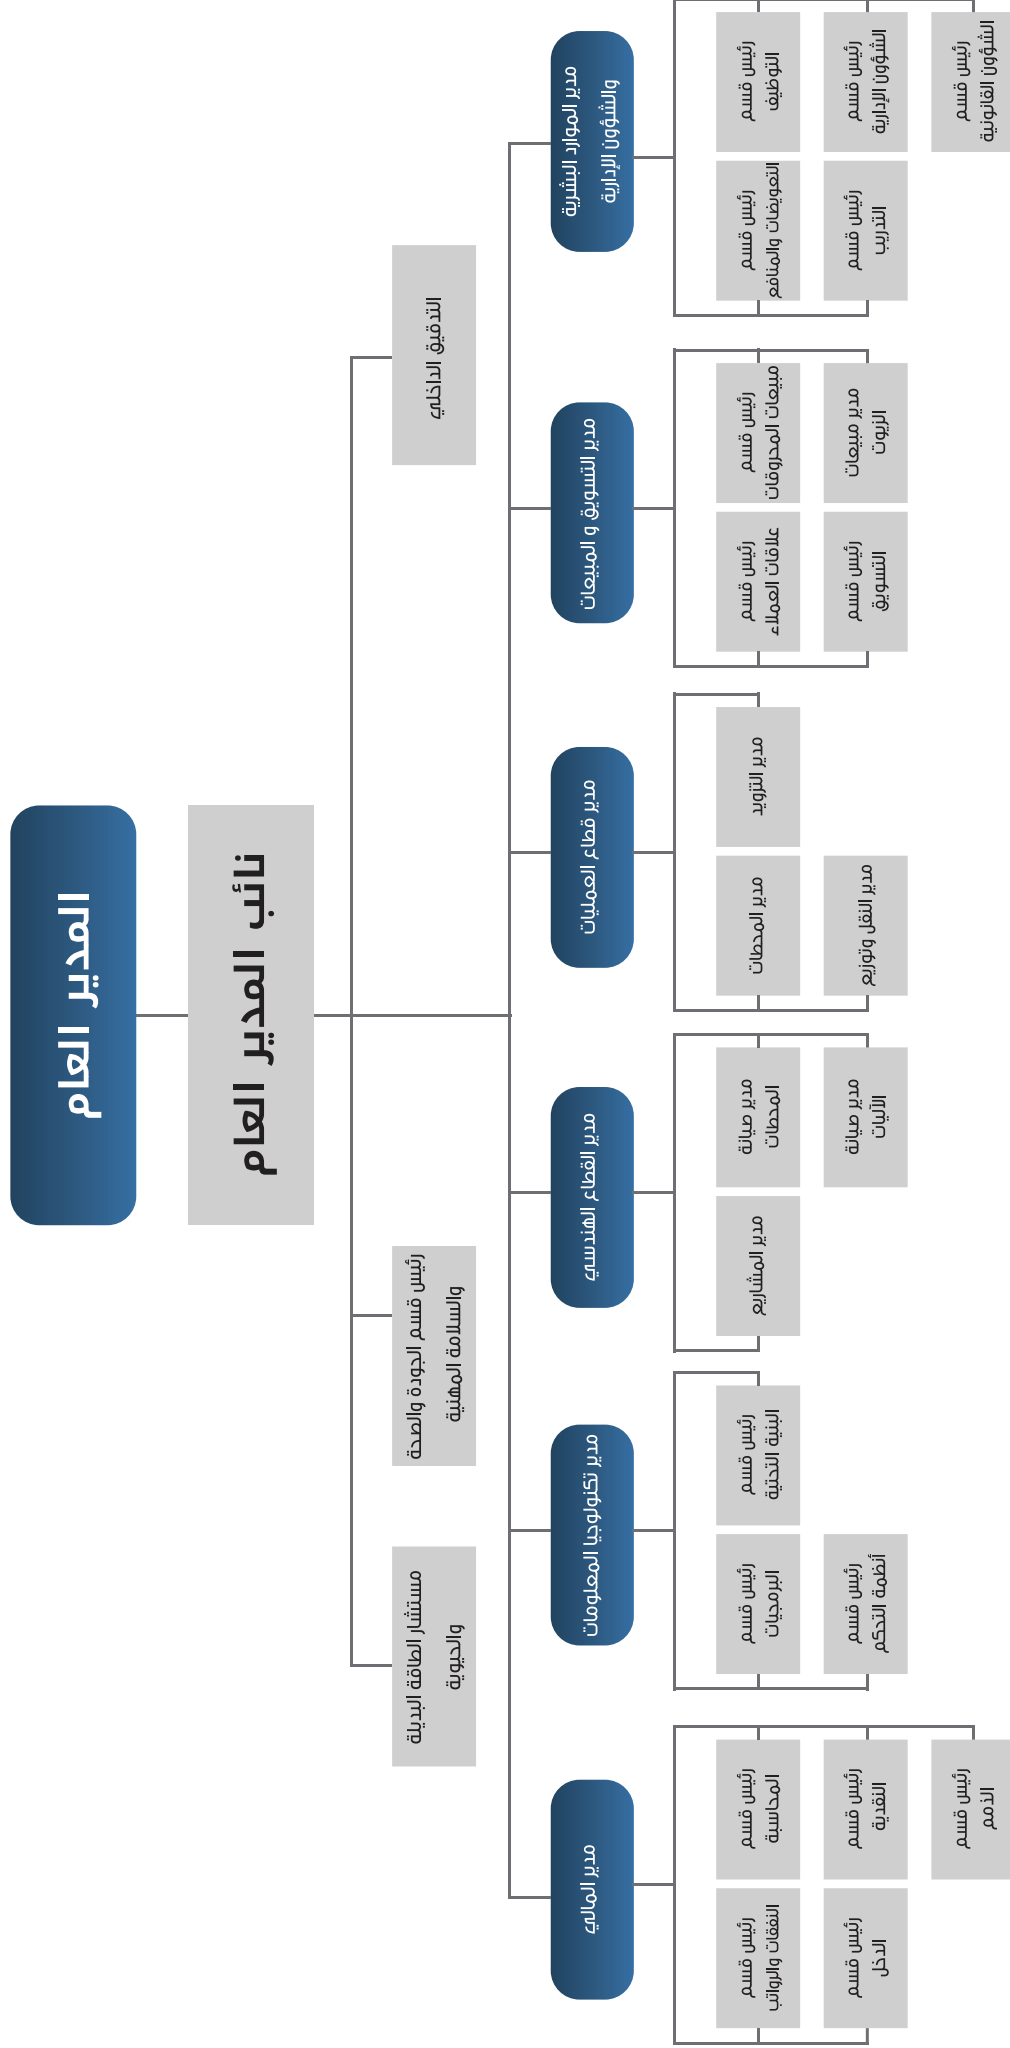 المدير العام
نائب المدير العام
التدقيق الداخلي
رئيس قسم الجودة والصحة
والسلامة المهنية
مستشار الطاقة البديلة
والحيوية
مدير الموارد البشرية
والشؤون الإدارية
رئيس قسم
التوظيف
رئيس قسم
الشؤون الإدارية
رئيس قسم
الشؤون القانونية
رئيس قسم
التعويضات والمنافع
رئيس قسم
التدريب
مدير التسويق و المبيعات
رئيس قسم
مبيعات المحروقات
مدير مبيعات
الزيوت
رئيس قسم
علاقات العملاء
رئيس قسم
التسويق
مدير قطاع العمليات
مدير التزويد
مدير المحطات
مدير النقل وتوزيع
مدير القطاع الهندسي
مدير صيانة
المحطات
مدير صيانة
الآليات
مدير المشاريع
مدير تكنولوجيا المعلومات
رئيس قسم
البنية التحتية
رئيس قسم
البرمجيات
رئيس قسم
أنظمة التحكم
مدير المالي
رئيس قسم
المحاسبة
رئيس قسم
النقدية
رئيس قسم
الذمم
رئيس قسم
النفقات والرواتب
رئيس قسم
الدخل